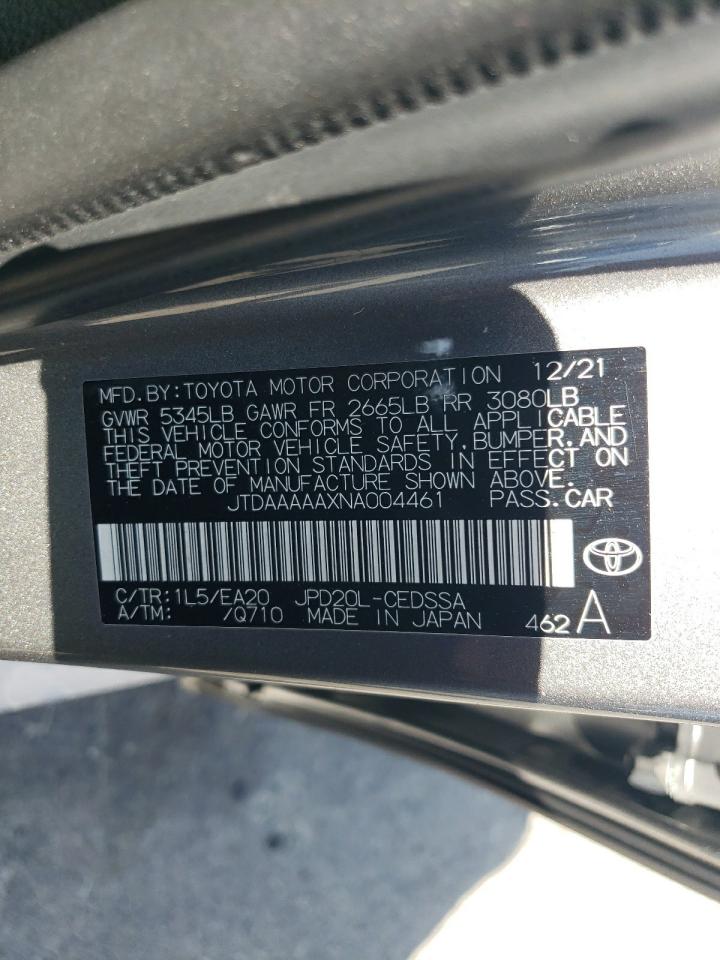 MFD. BY: TOYOTA MOTOR CORPORATION 12/21
GVWR 5345LB GAWR FR 2665LB RR 3080LB
THIS VEHICLE CONFORMS TO ALL APPLICABLE
FEDERAL MOTOR VEHICLE SAFETY, BUMPER, AND
THEFT PREVENTION STANDARDS IN EFFECT ON
THE DATE OF MANUFACTURE SHOWN ABOVE.
JTDAAAAAXNA004461 PASS. CAR
C/TR: 1L5/EA20 JPD20L-CEDSSA
A/TM: /Q710 MADE IN JAPAN 462 A